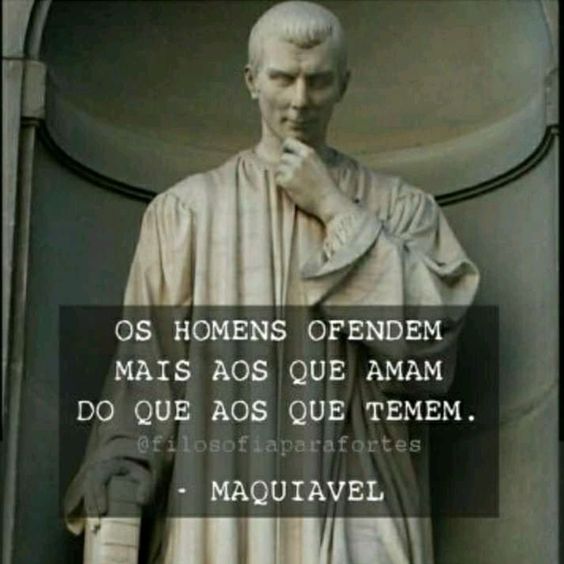 OS HOMENS OFENDEM
MAIS AOS QUE AMAM
DO QUE AOS QUE TEMEM.
@filosofiaparafortes
- MAQUIAVEL